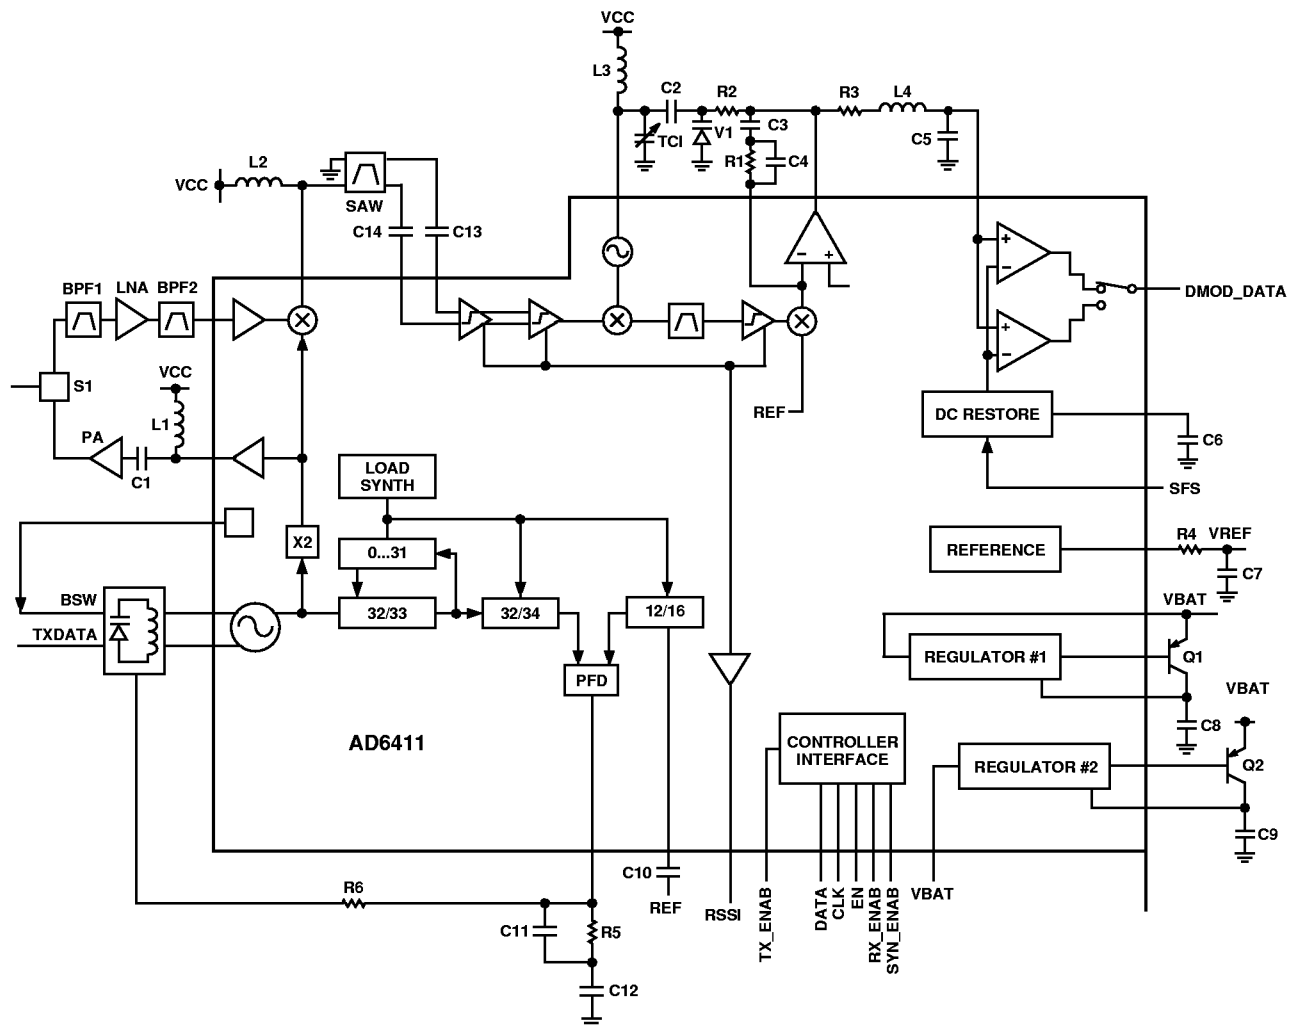 VCC
L3
C2
R2
R3
L4
TCI
V1
C3
C5
R1
C4
L2
VCC
SAW
C14
C13
BPF1
LNA
BPF2
+
−
−
+
DMOD_DATA
+
−
VCC
S1
L1
REF
DC RESTORE
PA
C1
C6
LOAD
SYNTH
SFS
X2
0...31
REFERENCE
R4
VREF
C7
BSW
TXDATA
32/33
32/34
12/16
VBAT
REGULATOR #1
Q1
PFD
VBAT
C8
AD6411
CONTROLLER
INTERFACE
REGULATOR #2
Q2
C9
C10
REF
RSSI
TX_ENAB
DATA
CLK
EN
RX_ENAB
SYN_ENAB
VBAT
R6
C11
R5
C12